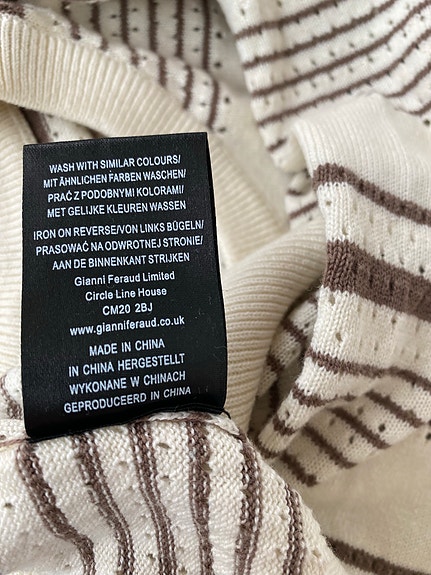 WASH WITH SIMILAR COLOURS/
MIT ÄHNLICHEN FARBEN WASCHEN/
PRAĆ Z PODOBNYMI KOLORAMI/
MET GELIJKE KLEUREN WASSEN
IRON ON REVERSE/VON LINKS BÜGELN/
PRASOWAĆ NA ODWROTNEJ STRONIE/
AAN DE BINNENKANT STRIJKEN
Gianni Feraud Limited
Circle Line House
CM20 2BJ
www.gianniferaud.co.uk
MADE IN CHINA
IN CHINA HERGESTELLT
WYKONANE W CHINACH
GEPRODUCEERD IN CHINA